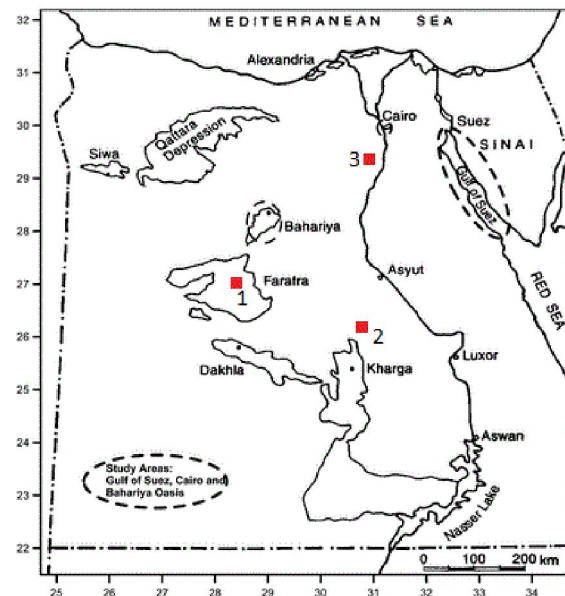 MEDITERRANEAN SEA
32
31
30
29
28
27
26
25
24
23
22
Alexandria
Cairo
Suez
SINAI
Qattara
Depression
Siwa
3
Gulf of Suez
Bahariya
Farafra
1
Asyut
RED SEA
2
Dakhla
Kharga
Luxor
Aswan
Nasser Lake
Study Areas:
Gulf of Suez, Cairo and
Bahariya Oasis
0 100 200
km
25 26 27 28 29 30 31 32 33 34